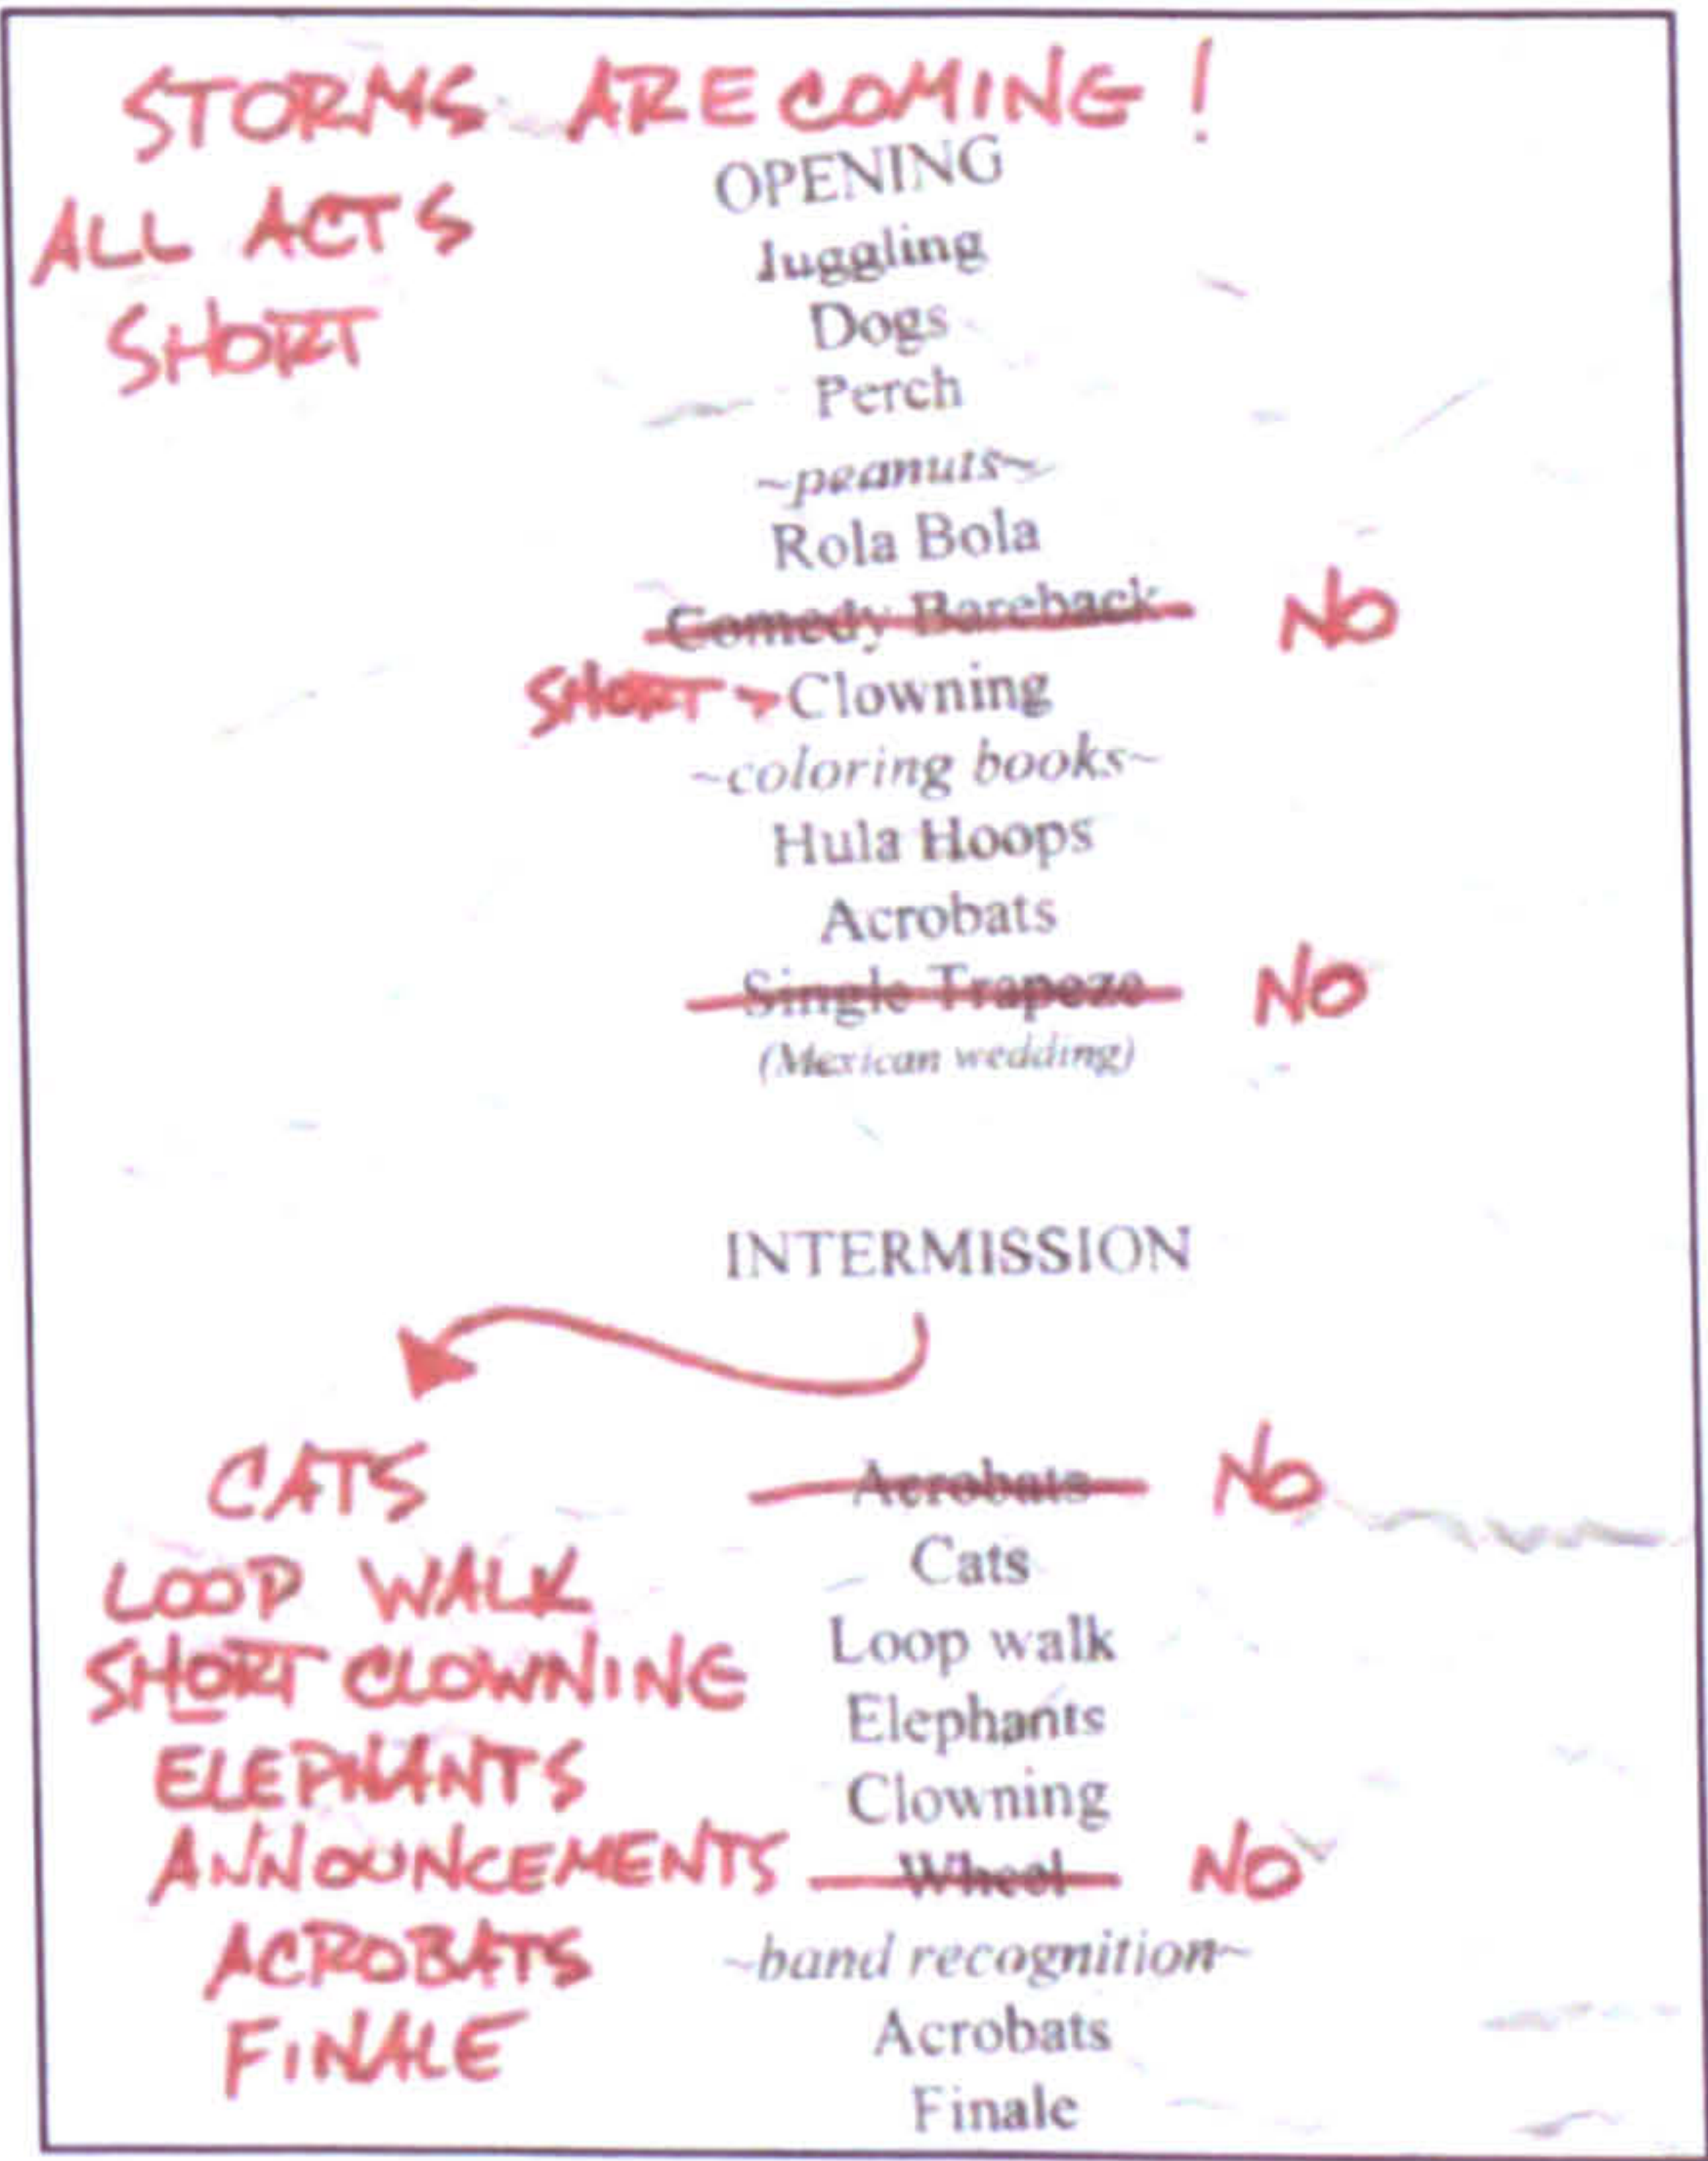 STORMS ARE COMING!
OPENING
ALL ACTS
SHORT
Juggling
Dogs
Perch
~peanuts~
Rola Bola
Comedy Bareback NO
SHORT → Clowning
~coloring books~
Hula Hoops
Acrobats
Single Trapeze NO
(Mexican wedding)
INTERMISSION
Acrobats NO
Cats
Loop walk
Elephants
Clowning
Wheel NO
~band recognition~
Acrobats
Finale
CATS
LOOP WALK
SHORT CLOWNING
ELEPHANTS
ANNOUNCEMENTS
ACROBATS
FINALE